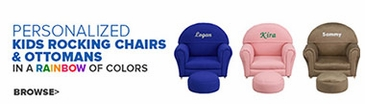 PERSONALIZED
KIDS ROCKING CHAIRS
& OTTOMANS
IN A RAINBOW OF COLORS
BROWSE>
Logan
Kira
Sammy